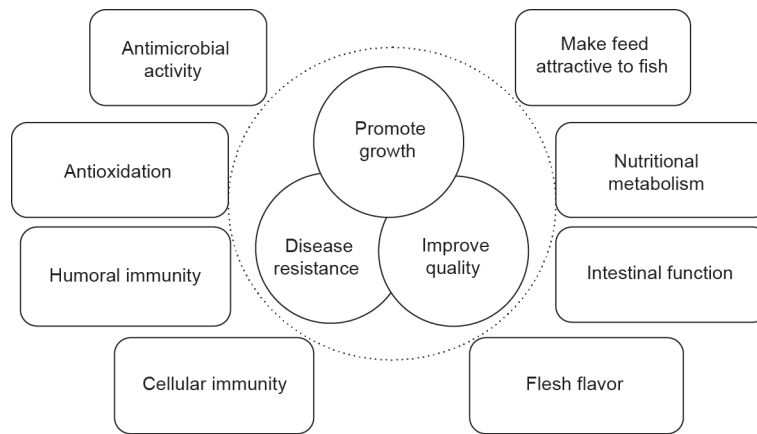 Antimicrobial
activity
Make feed
attractive to fish
Promote
growth
Antioxidation
Nutritional
metabolism
Disease
resistance
Improve
quality
Humoral immunity
Intestinal function
Cellular immunity
Flesh flavor